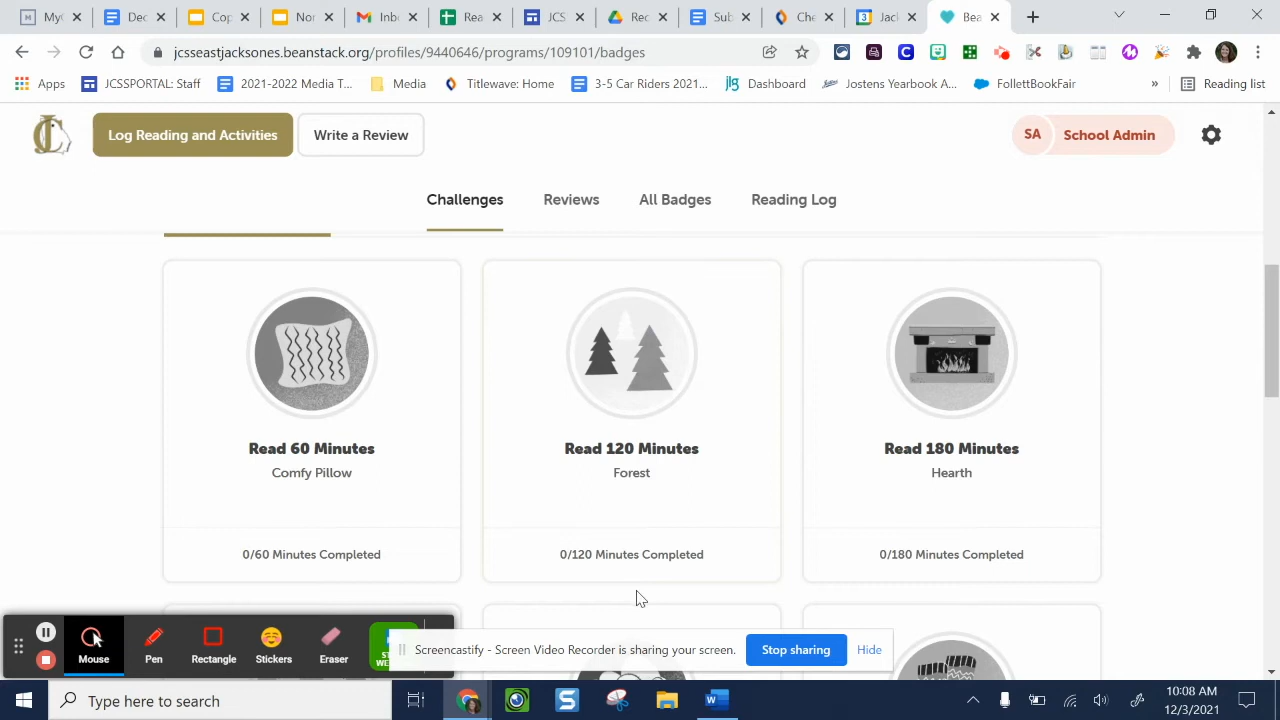 My
Dec
Cop
Nor
Inbo
Rea
JCS
Rec
Sub
Che
Jack
Bea
jcsseastjacksones.beanstack.org/profiles/9440646/programs/109101/badges
Apps
JCSSPORTAL: Staff
2021-2022 Media T...
Media
Titlewave: Home
3-5 Car Riders 2021...
Dashboard
Jostens Yearbook A...
FollettBookFair
»
Reading list
Log Reading and Activities
Write a Review
SA
School Admin
Challenges
Reviews
All Badges
Reading Log
Read 60 Minutes
Comfy Pillow
0/60 Minutes Completed
Read 120 Minutes
Forest
0/120 Minutes Completed
Read 180 Minutes
Hearth
0/180 Minutes Completed
Mouse
Pen
Rectangle
Stickers
Eraser
Screencastify - Screen Video Recorder is sharing your screen.
Stop sharing
Hide
Type here to search
10:08 AM
12/3/2021